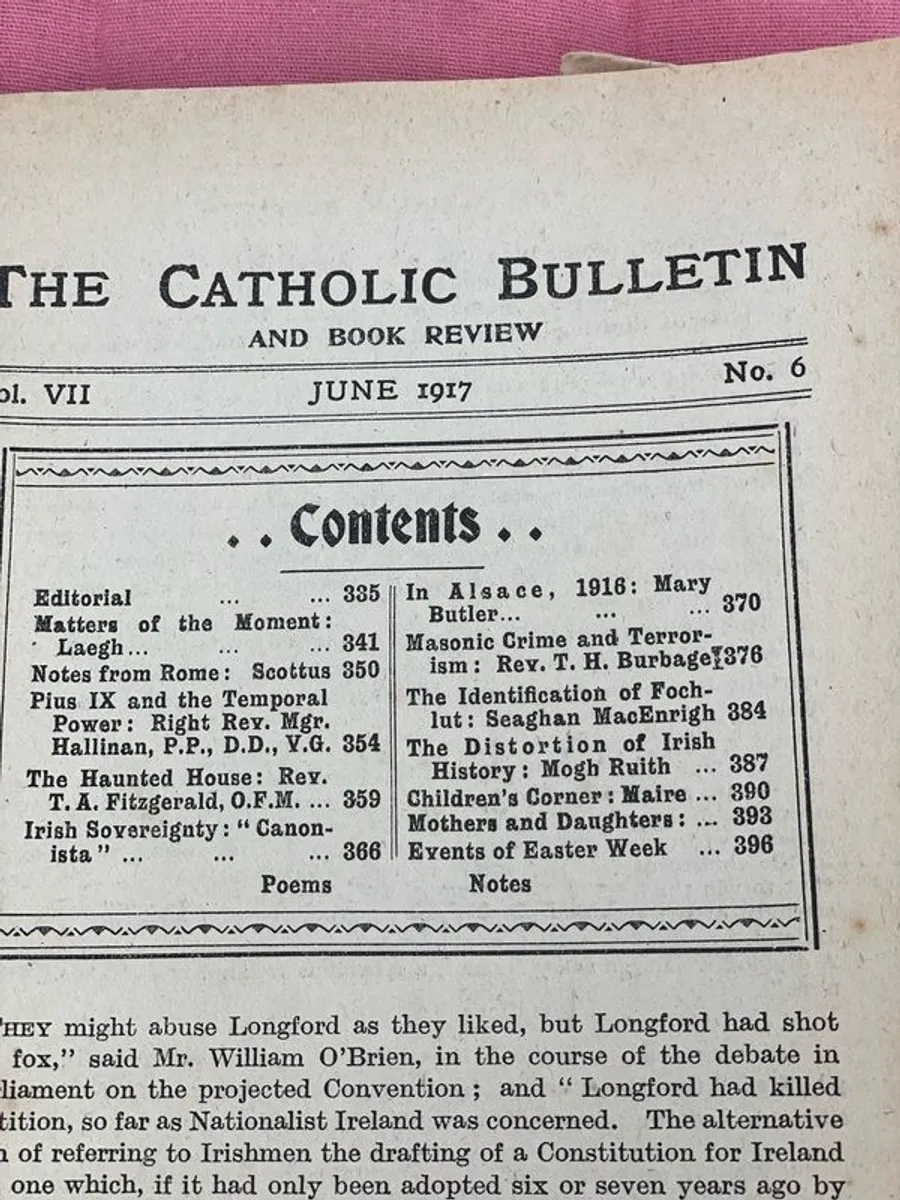 THE CATHOLIC BULLETIN
AND BOOK REVIEW
VII JUNE 1917 No. 6
. . Contents . .
Editorial ... ... 335
Matters of the Moment:
Laegh... ... ... 341
Notes from Rome: Scottus 350
Pius IX and the Temporal
Power: Right Rev. Mgr.
Hallinan, P.P., D.D., V.G. 354
The Haunted House: Rev.
T. A. Fitzgerald, O.F.M. ... 359
Irish Sovereignty: “ Canon-
ista ” ... ... ... 366
In Alsace, 1916: Mary
Butler... ... ... 370
Masonic Crime and Terror-
ism: Rev. T. H. Burbage 376
The Identification of Foch-
lut: Seaghan MacEnrigh 384
The Distortion of Irish
History: Mogh Ruith ... 387
Children's Corner: Maire ... 390
Mothers and Daughters: ... 393
Events of Easter Week ... 396
Poems Notes
THEY might abuse Longford as they liked, but Longford had shot
fox,” said Mr. William O'Brien, in the course of the debate in
liament on the projected Convention ; and “ Longford had killed
tition, so far as Nationalist Ireland was concerned. The alternative
of referring to Irishmen the drafting of a Constitution for Ireland
one which, if it had only been adopted six or seven years ago by